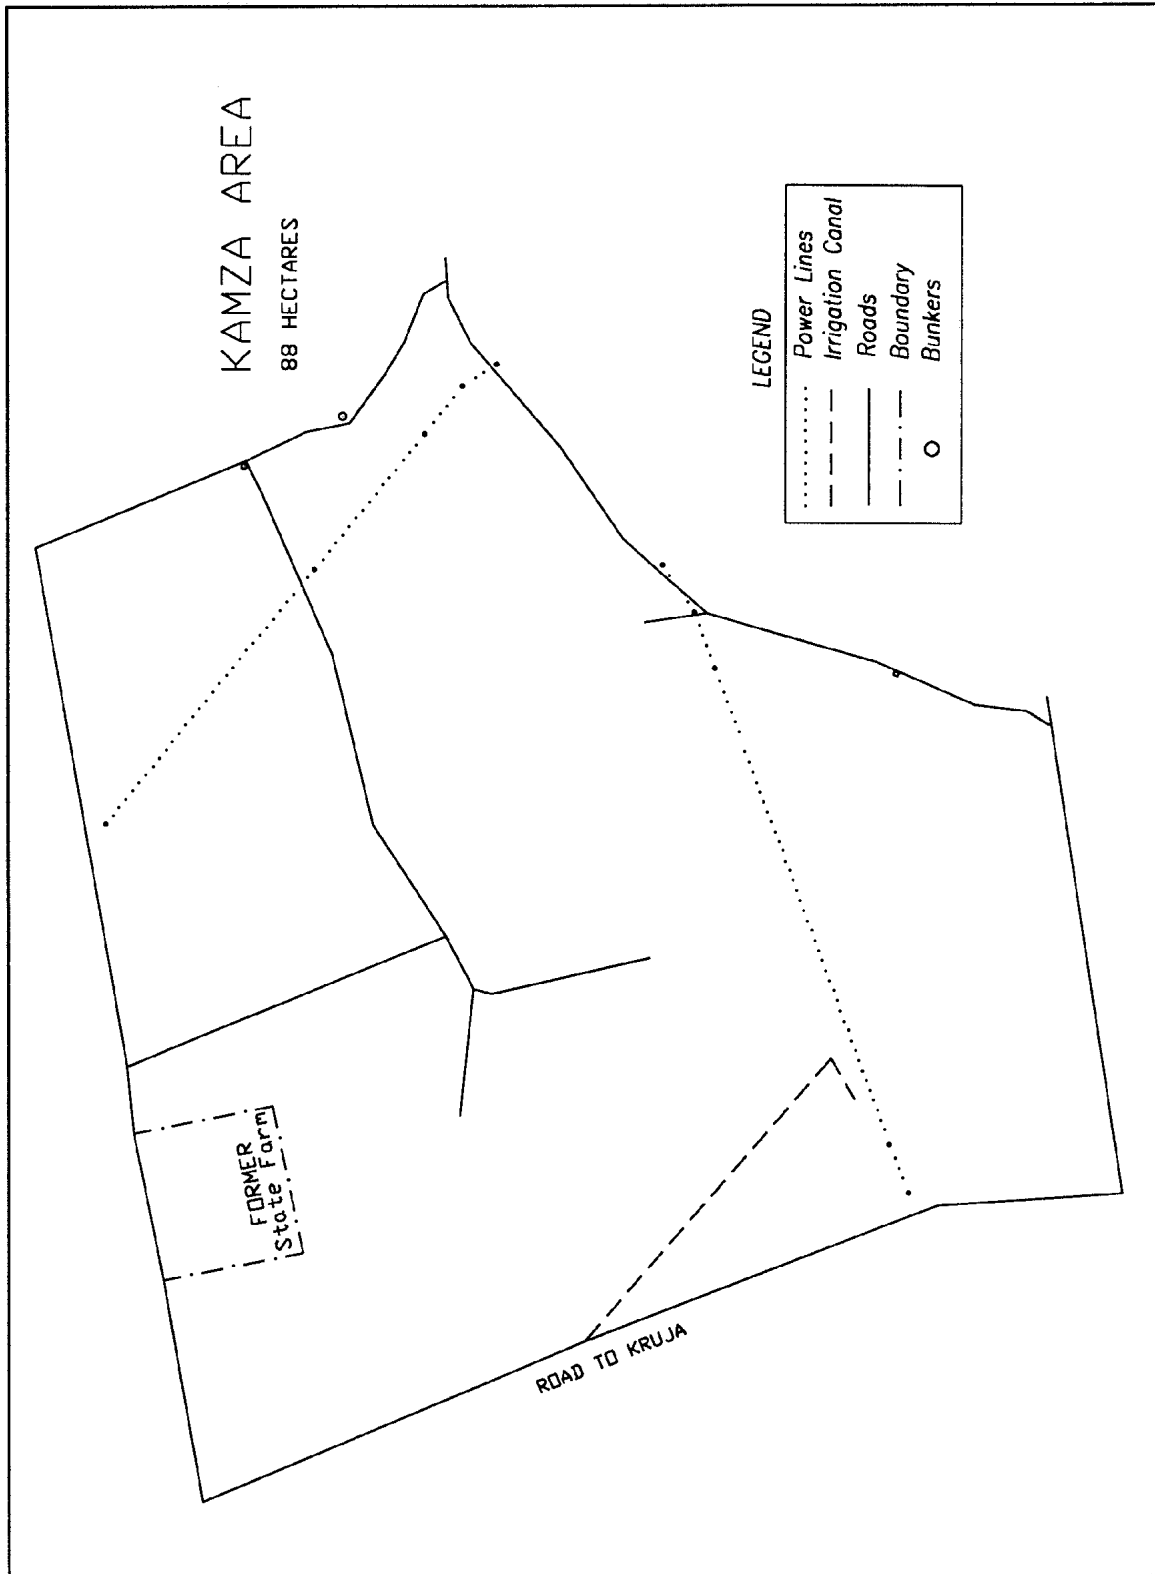 KAMZA AREA
88 HECTARES
LEGEND
Power Lines
Irrigation Canal
Roads
Boundary
Bunkers
FORMER
State Farm
ROAD TO KRUJA